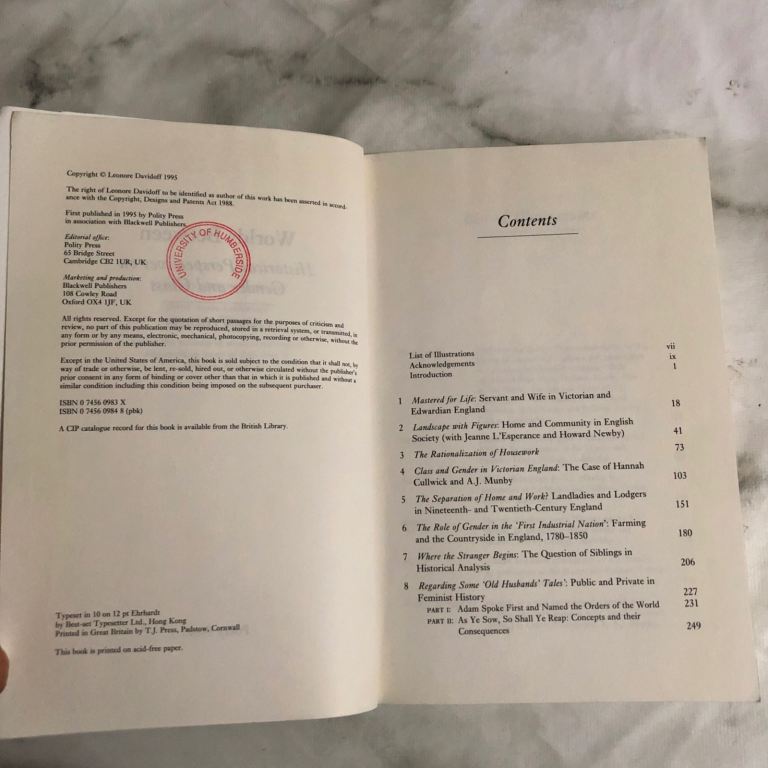 Copyright © Leonore Davidoff 1995
The right of Leonore Davidoff to be identified as author of this work has been asserted in accord-
ance with the Copyright, Designs and Patents Act 1988.
First published in 1995 by Polity Press
in association with Blackwell Publishers.
Editorial office:
Polity Press
65 Bridge Street
Cambridge CB2 1UR, UK
Marketing and production:
Blackwell Publishers
108 Cowley Road
Oxford OX4 1JF, UK
UNIVERSITY OF HUMBERSIDE
All rights reserved. Except for the quotation of short passages for the purposes of criticism and
review, no part of this publication may be reproduced, stored in a retrieval system, or transmitted, in
any form or by any means, electronic, mechanical, photocopying, recording or otherwise, without the
prior permission of the publisher.
Except in the United States of America, this book is sold subject to the condition that it shall not, by
way of trade or otherwise, be lent, re-sold, hired out, or otherwise circulated without the publisher's
prior consent in any form of binding or cover other than that in which it is published and without a
similar condition including this condition being imposed on the subsequent purchaser.
ISBN 0 7456 0983 X
ISBN 0 7456 0984 8 (pbk)
A CIP catalogue record for this book is available from the British Library.
Typeset in 10 on 12 pt Ehrhardt
by Best-set Typesetter Ltd., Hong Kong
Printed in Great Britain by T.J. Press, Padstow, Cornwall
This book is printed on acid-free paper.
Contents
List of Illustrations vii
Acknowledgements ix
Introduction 1
1 Mastered for Life: Servant and Wife in Victorian and
Edwardian England 18
2 Landscape with Figures: Home and Community in English
Society (with Jeanne L'Esperance and Howard Newby) 41
3 The Rationalization of Housework 73
4 Class and Gender in Victorian England: The Case of Hannah
Cullwick and A.J. Munby 103
5 The Separation of Home and Work? Landladies and Lodgers
in Nineteenth- and Twentieth-Century England 151
6 The Role of Gender in the 'First Industrial Nation': Farming
and the Countryside in England, 1780–1850 180
7 Where the Stranger Begins: The Question of Siblings in
Historical Analysis 206
8 Regarding Some 'Old Husbands' Tales': Public and Private in
Feminist History 227
PART I: Adam Spoke First and Named the Orders of the World 231
PART II: As Ye Sow, So Shall Ye Reap: Concepts and their
Consequences 249